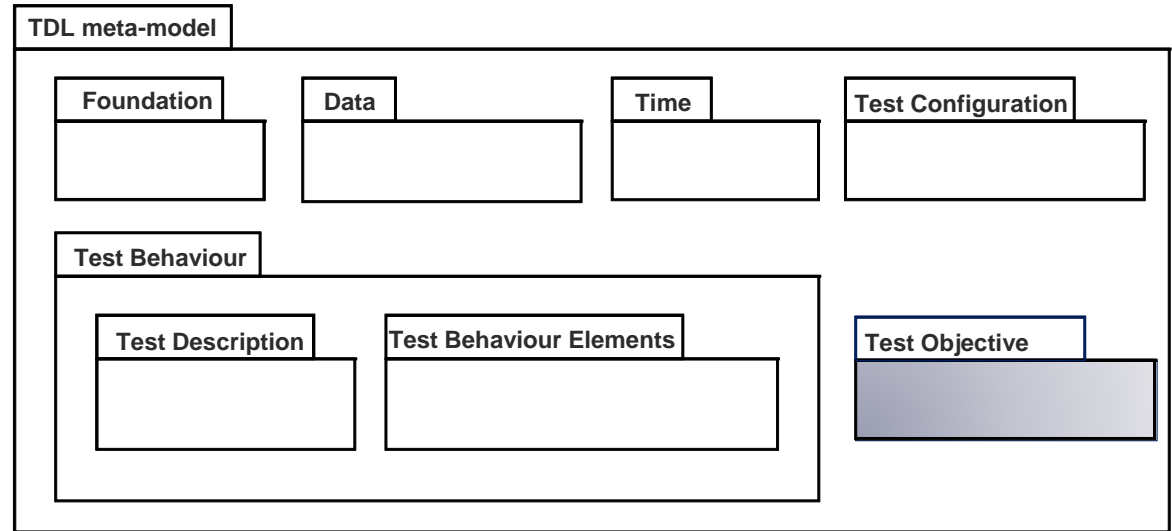 TDL meta-model
Foundation
Data
Time
Test Configuration
Test Behaviour
Test Description
Test Behaviour Elements
Test Objective